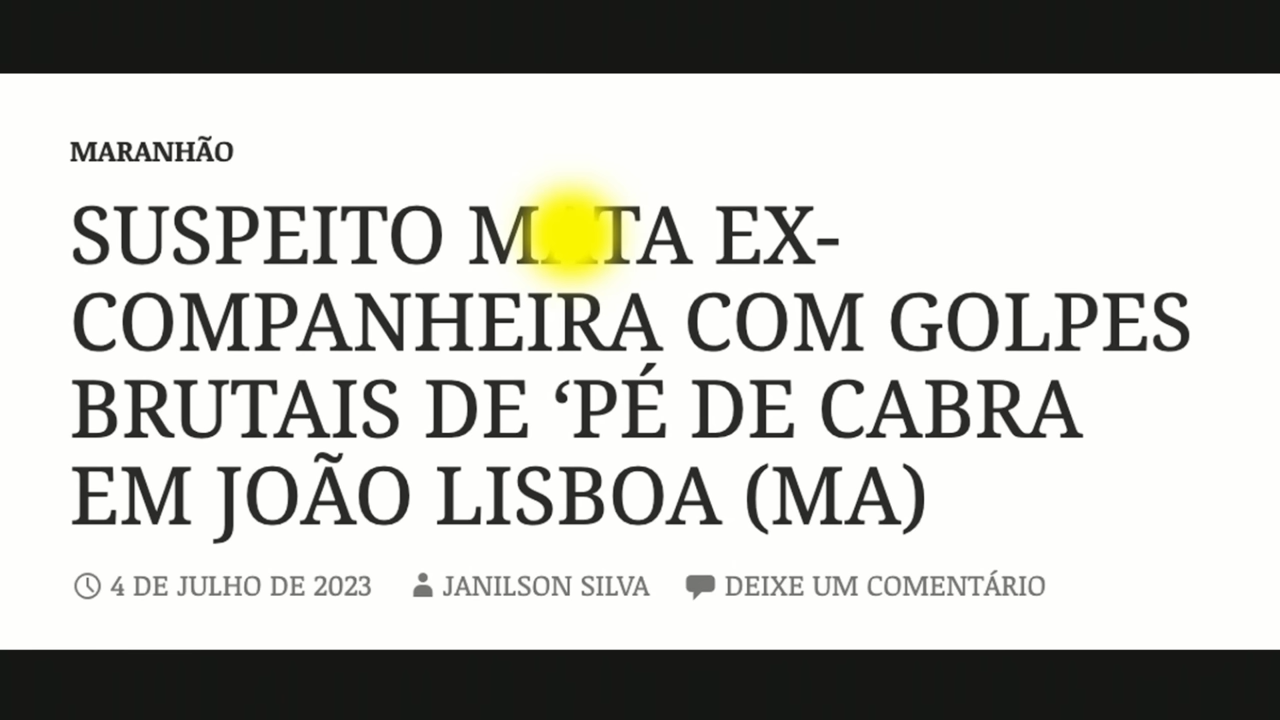 MARANHÃO
SUSPEITO MATA EX-
COMPANHEIRA COM GOLPES
BRUTAIS DE ‘PÉ DE CABRA
EM JOÃO LISBOA (MA)
4 DE JULHO DE 2023 JANILSON SILVA DEIXE UM COMENTÁRIO